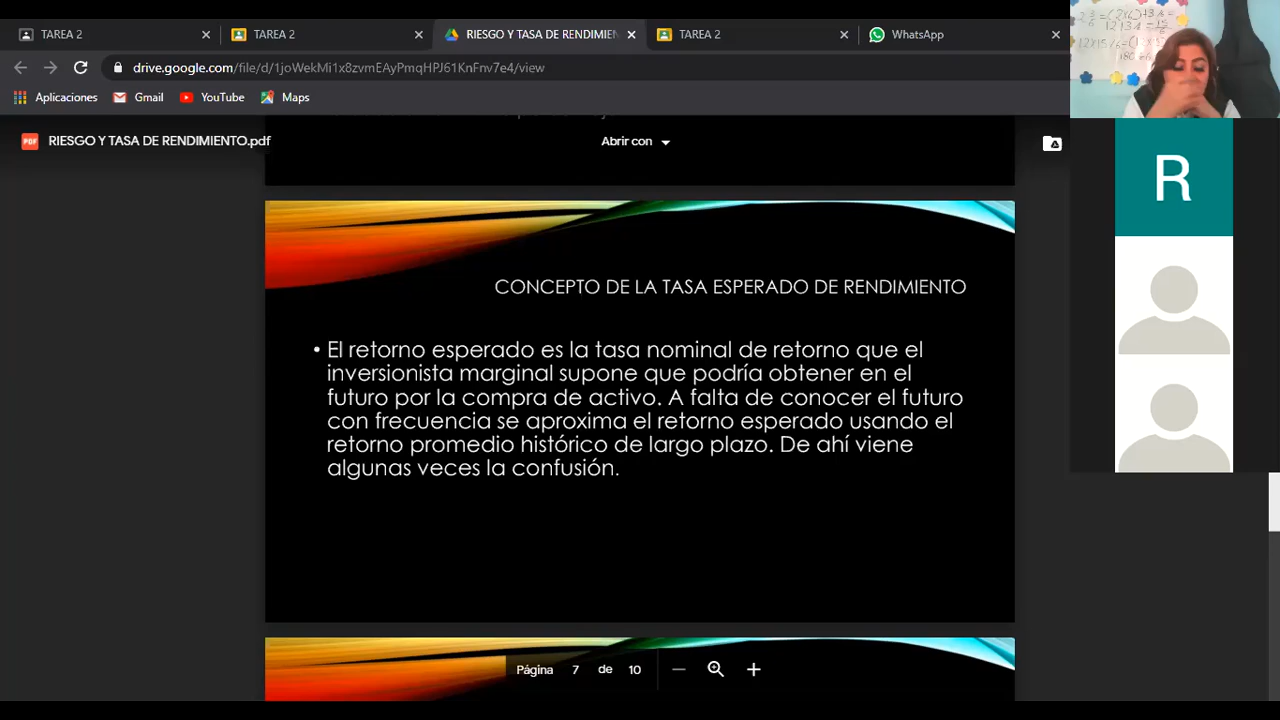 TAREA 2
TAREA 2
RIESGO Y TASA DE RENDIMIEN
TAREA 2
WhatsApp
drive.google.com/file/d/1joWekMi1x8zvmEAyPmqHPJ61KnFnv7e4/view
Aplicaciones
Gmail
YouTube
Maps
PDF
RIESGO Y TASA DE RENDIMIENTO.pdf
Abrir con
R
CONCEPTO DE LA TASA ESPERADO DE RENDIMIENTO
• El retorno esperado es la tasa nominal de retorno que el
inversionista marginal supone que podría obtener en el
futuro por la compra de activo. A falta de conocer el futuro
con frecuencia se aproxima el retorno esperado usando el
retorno promedio histórico de largo plazo. De ahí viene
algunas veces la confusión.
Página 7 de 10